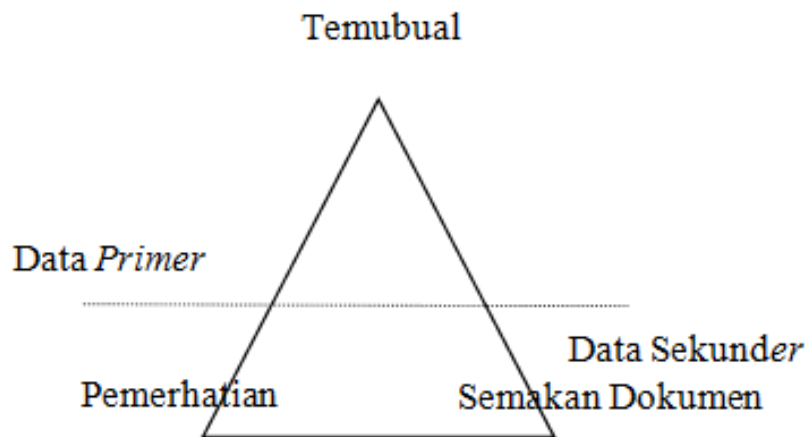 Temubual
Data Primer
Data Sekunder
Pemerhatian
Semakan Dokumen